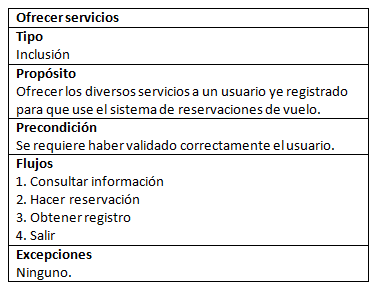 Ofrecer servicios
Tipo
Inclusión
Propósito
Ofrecer los diversos servicios a un usuario ye registrado
para que use el sistema de reservaciones de vuelo.
Precondición
Se requiere haber validado correctamente el usuario.
Flujos
1. Consultar información
2. Hacer reservación
3. Obtener registro
4. Salir
Excepciones
Ninguno.